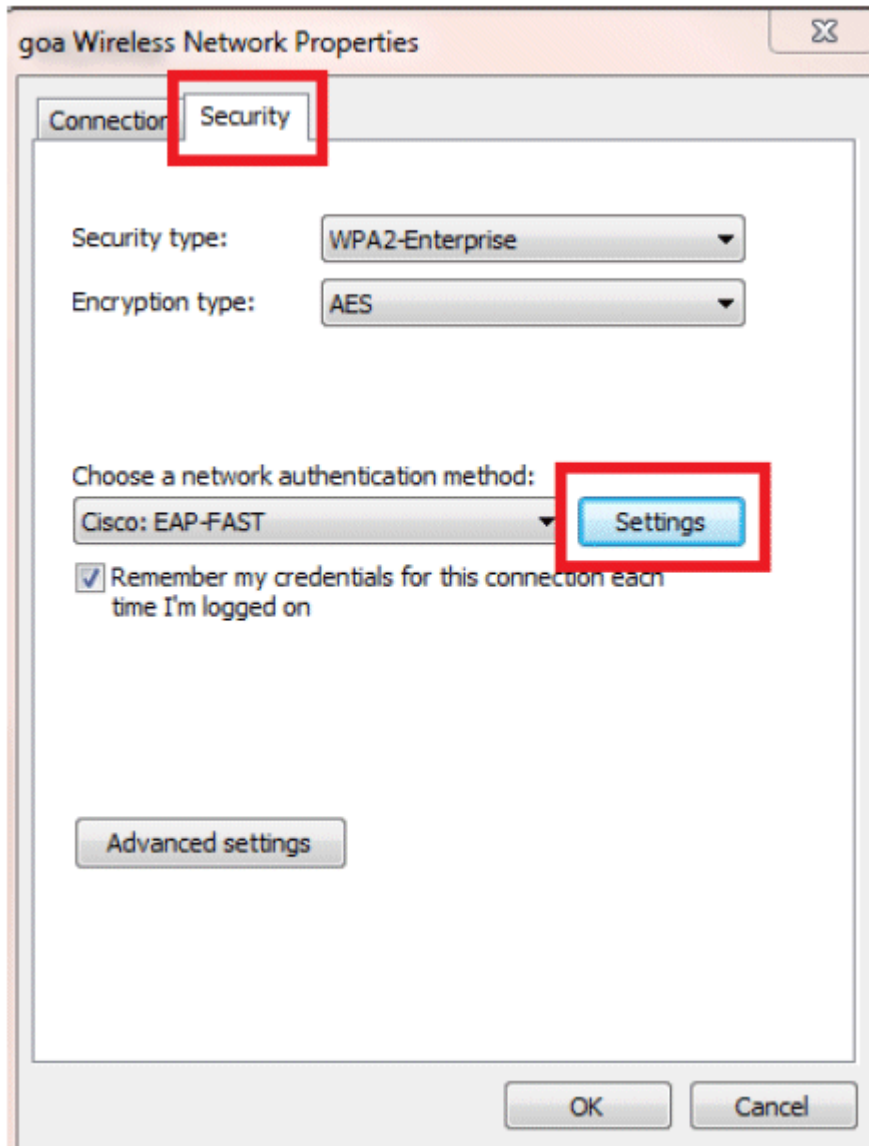 goa Wireless Network Properties
Connection
Security
Security type:
WPA2-Enterprise
Encryption type:
AES
Choose a network authentication method:
Cisco: EAP-FAST
Settings
Remember my credentials for this connection each
time I'm logged on
Advanced settings
OK
Cancel